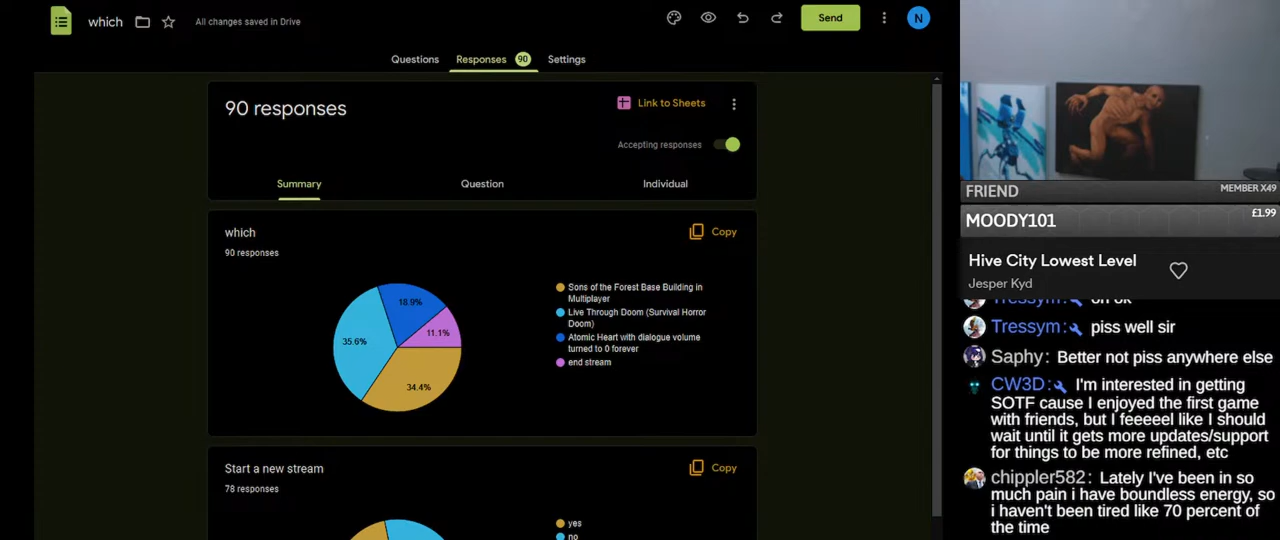 which
All changes saved in Drive
Send
N
Questions
Responses 90
Settings
90 responses
Link to Sheets
Accepting responses
Summary
Question
Individual
which
Copy
90 responses
18.9%
11.1%
35.6%
34.4%
Sons of the Forest Base Building in
Multiplayer
Live Through Doom (Survival Horror
Doom)
Atomic Heart with dialogue volume
turned to 0 forever
end stream
Start a new stream
Copy
78 responses
yes
no
FRIEND
MEMBER X49
MOODY101
£1.99
Hive City Lowest Level
Jesper Kyd
Tressym:
Tressym: piss well sir
Saphy: Better not piss anywhere else
CW3D: I'm interested in getting
SOTF cause I enjoyed the first game
with friends, but I feeeeel like I should
wait until it gets more updates/support
for things to be more refined, etc
chippler582: Lately I've been in so
much pain i have boundless energy, so
i haven't been tired like 70 percent of
the time